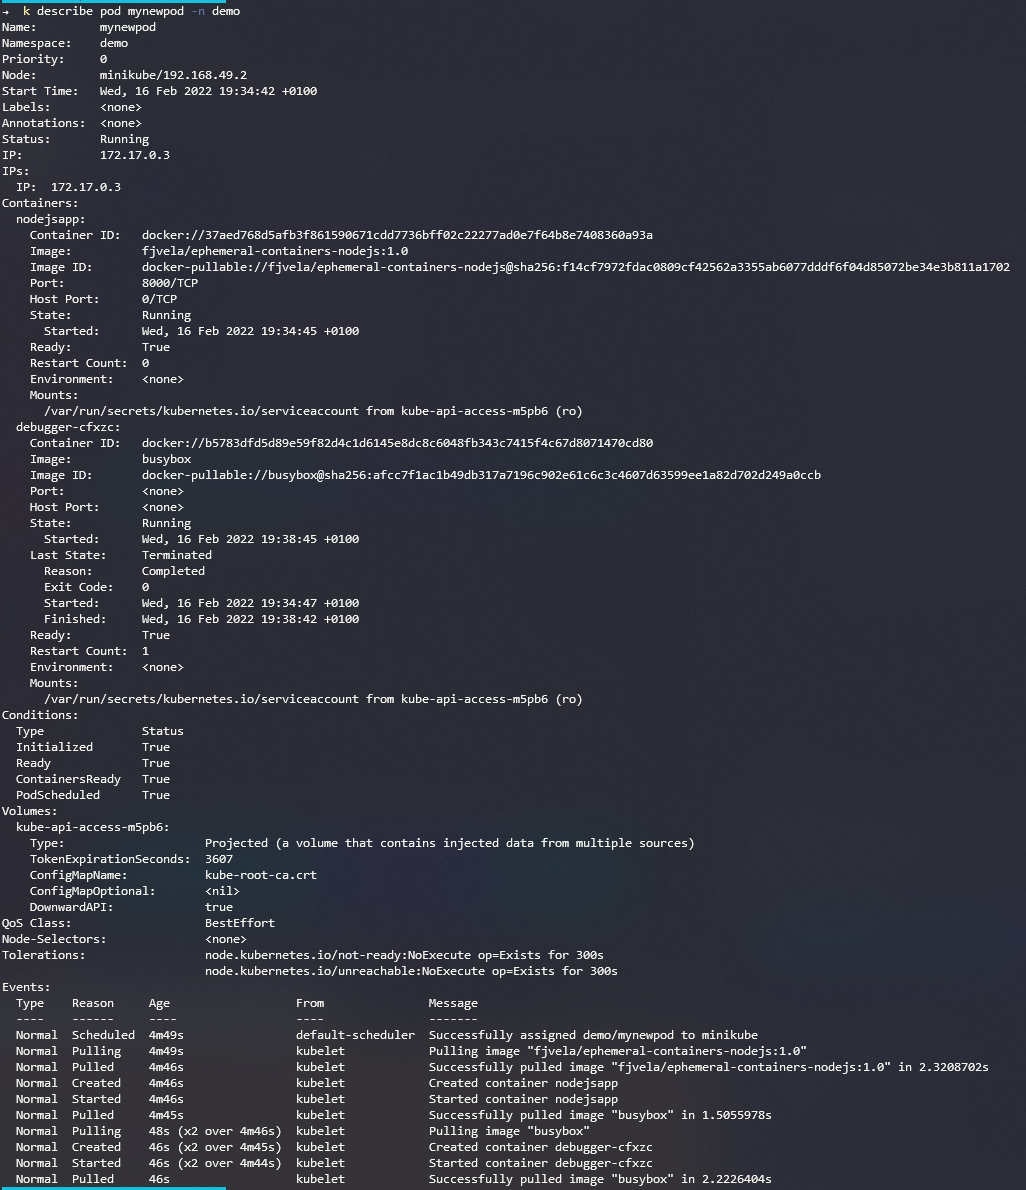 →  k describe pod mynewpod -n demo
Name:         mynewpod
Namespace:    demo
Priority:     0
Node:         minikube/192.168.49.2
Start Time:   Wed, 16 Feb 2022 19:34:42 +0100
Labels:       <none>
Annotations:  <none>
Status:       Running
IP:           172.17.0.3
IPs:
  IP:  172.17.0.3
Containers:
  nodejsapp:
    Container ID:   docker://37aed768d5afb3f861590671cdd7736bff02c22277ad0e7f64b8e7408360a93a
    Image:          fjvela/ephemeral-containers-nodejs:1.0
    Image ID:       docker-pullable://fjvela/ephemeral-containers-nodejs@sha256:f14cf7972fdac0809cf42562a3355ab6077dddf6f04d85072be34e3b811a1702
    Port:           8000/TCP
    Host Port:      0/TCP
    State:          Running
      Started:      Wed, 16 Feb 2022 19:34:45 +0100
    Ready:          True
    Restart Count:  0
    Environment:    <none>
    Mounts:
      /var/run/secrets/kubernetes.io/serviceaccount from kube-api-access-m5pb6 (ro)
  debugger-cfxzc:
    Container ID:   docker://b5783dfd5d89e59f82d4c1d6145e8dc8c6048fb343c7415f4c67d8071470cd80
    Image:          busybox
    Image ID:       docker-pullable://busybox@sha256:afcc7f1ac1b49db317a7196c902e61c6c3c4607d63599ee1a82d702d249a0ccb
    Port:           <none>
    Host Port:      <none>
    State:          Running
      Started:      Wed, 16 Feb 2022 19:38:45 +0100
    Last State:     Terminated
      Reason:       Completed
      Exit Code:    0
      Started:      Wed, 16 Feb 2022 19:34:47 +0100
      Finished:     Wed, 16 Feb 2022 19:38:42 +0100
    Ready:          True
    Restart Count:  1
    Environment:    <none>
    Mounts:
      /var/run/secrets/kubernetes.io/serviceaccount from kube-api-access-m5pb6 (ro)
Conditions:
  Type              Status
  Initialized       True
  Ready             True
  ContainersReady   True
  PodScheduled      True
Volumes:
  kube-api-access-m5pb6:
    Type:                    Projected (a volume that contains injected data from multiple sources)
    TokenExpirationSeconds:  3607
    ConfigMapName:           kube-root-ca.crt
    ConfigMapOptional:       <nil>
    DownwardAPI:             true
QoS Class:                   BestEffort
Node-Selectors:              <none>
Tolerations:                 node.kubernetes.io/not-ready:NoExecute op=Exists for 300s
                             node.kubernetes.io/unreachable:NoExecute op=Exists for 300s
Events:
  Type    Reason     Age                  From               Message
  ----    ------     ----                 ----               -------
  Normal  Scheduled  4m49s                default-scheduler  Successfully assigned demo/mynewpod to minikube
  Normal  Pulling    4m49s                kubelet            Pulling image "fjvela/ephemeral-containers-nodejs:1.0"
  Normal  Pulled     4m46s                kubelet            Successfully pulled image "fjvela/ephemeral-containers-nodejs:1.0" in 2.3208702s
  Normal  Created    4m46s                kubelet            Created container nodejsapp
  Normal  Started    4m46s                kubelet            Started container nodejsapp
  Normal  Pulled     4m45s                kubelet            Successfully pulled image "busybox" in 1.5055978s
  Normal  Pulling    48s (x2 over 4m46s)  kubelet            Pulling image "busybox"
  Normal  Created    46s (x2 over 4m45s)  kubelet            Created container debugger-cfxzc
  Normal  Started    46s (x2 over 4m44s)  kubelet            Started container debugger-cfxzc
  Normal  Pulled     46s                  kubelet            Successfully pulled image "busybox" in 2.2226404s